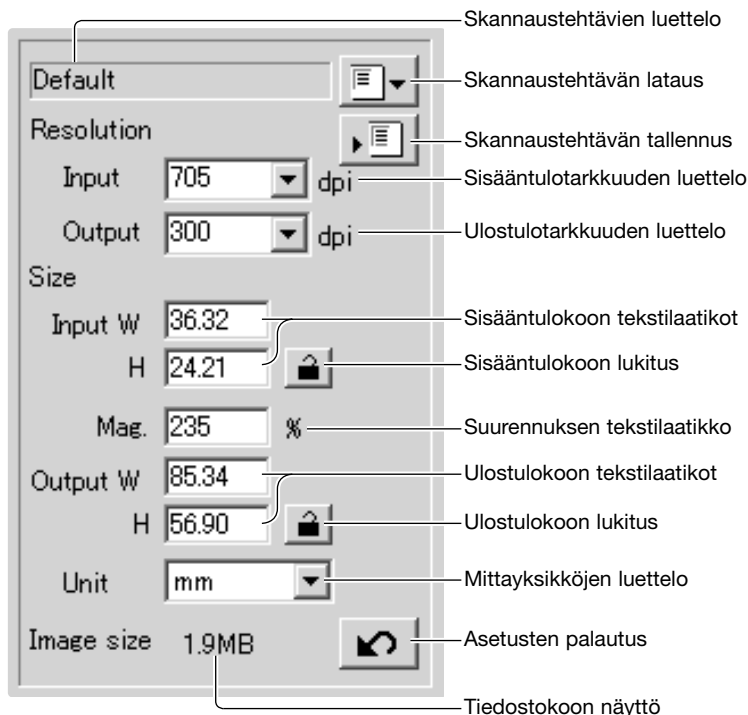 Skannaustehtävien luettelo
Default
Skannaustehtävän lataus
Resolution
Skannaustehtävän tallennus
Input 705 dpi
Sisääntulotarkkuuden luettelo
Output 300 dpi
Ulostulotarkkuuden luettelo
Size
Input W 36.32
Sisääntulokoon tekstilaatikot
H 24.21
Sisääntulokoon lukitus
Mag. 235 %
Suurennuksen tekstilaatikko
Output W 85.34
Ulostulokoon tekstilaatikot
H 56.90
Ulostulokoon lukitus
Unit mm
Mittayksikköjen luettelo
Image size 1.9MB
Asetusten palautus
Tiedostokoon näyttö